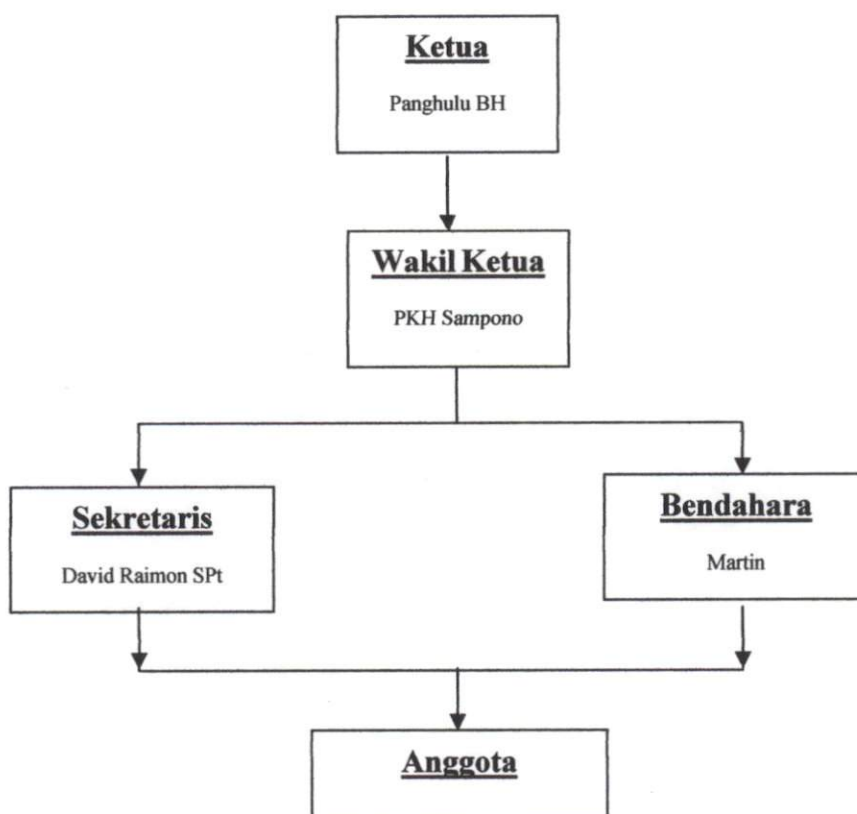 Ketua
Panghulu BH
Wakil Ketua
PKH Sampono
Sekretaris
David Raimon SPt
Bendahara
Martin
Anggota